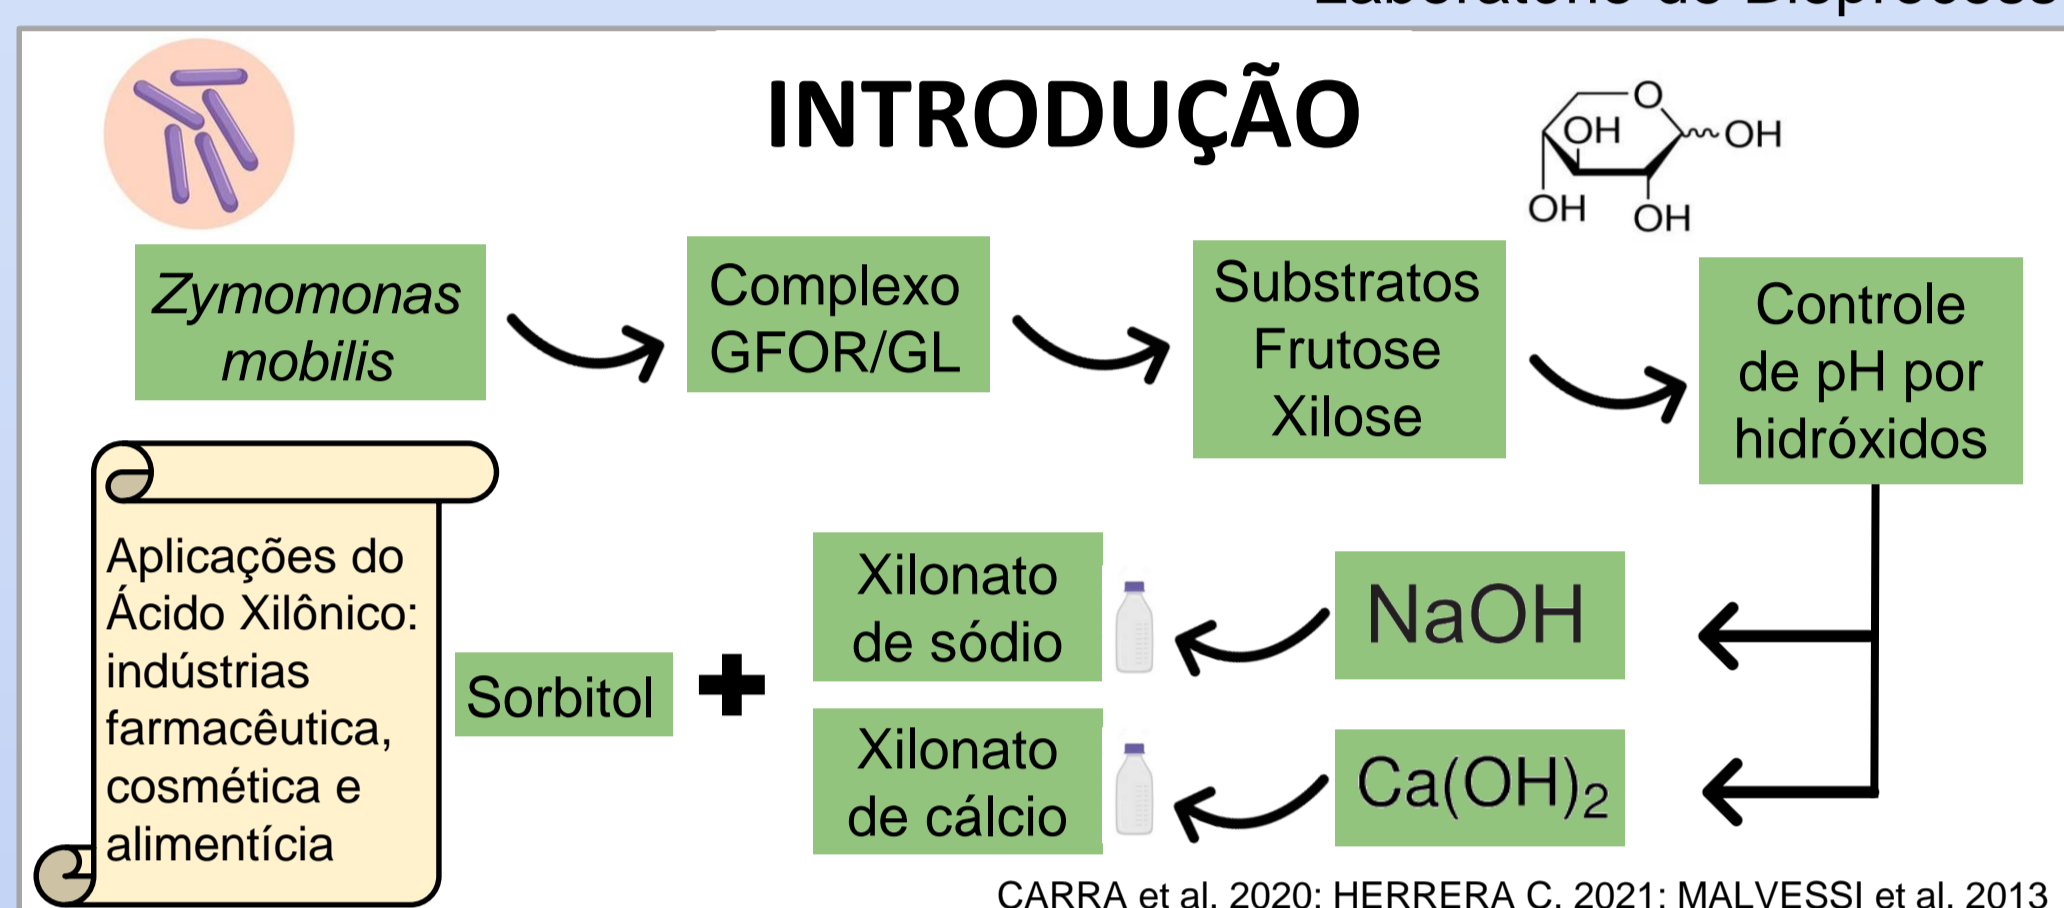 INTRODUÇÃO
O
OH
OH
OH
OH
Zymomonas
mobilis
Complexo
GFOR/GL
Substratos
Frutose
Xilose
Controle
de pH por
hidróxidos
NaOH
Ca(OH)₂
Xilonato
de sódio
Xilonato
de cálcio
Sorbitol
+
Aplicações do
Ácido Xilônico:
indústrias
farmacêutica,
cosmética e
alimentícia
CARRA et al. 2020; HERRERA C. 2021; MALVESSI et al. 2013